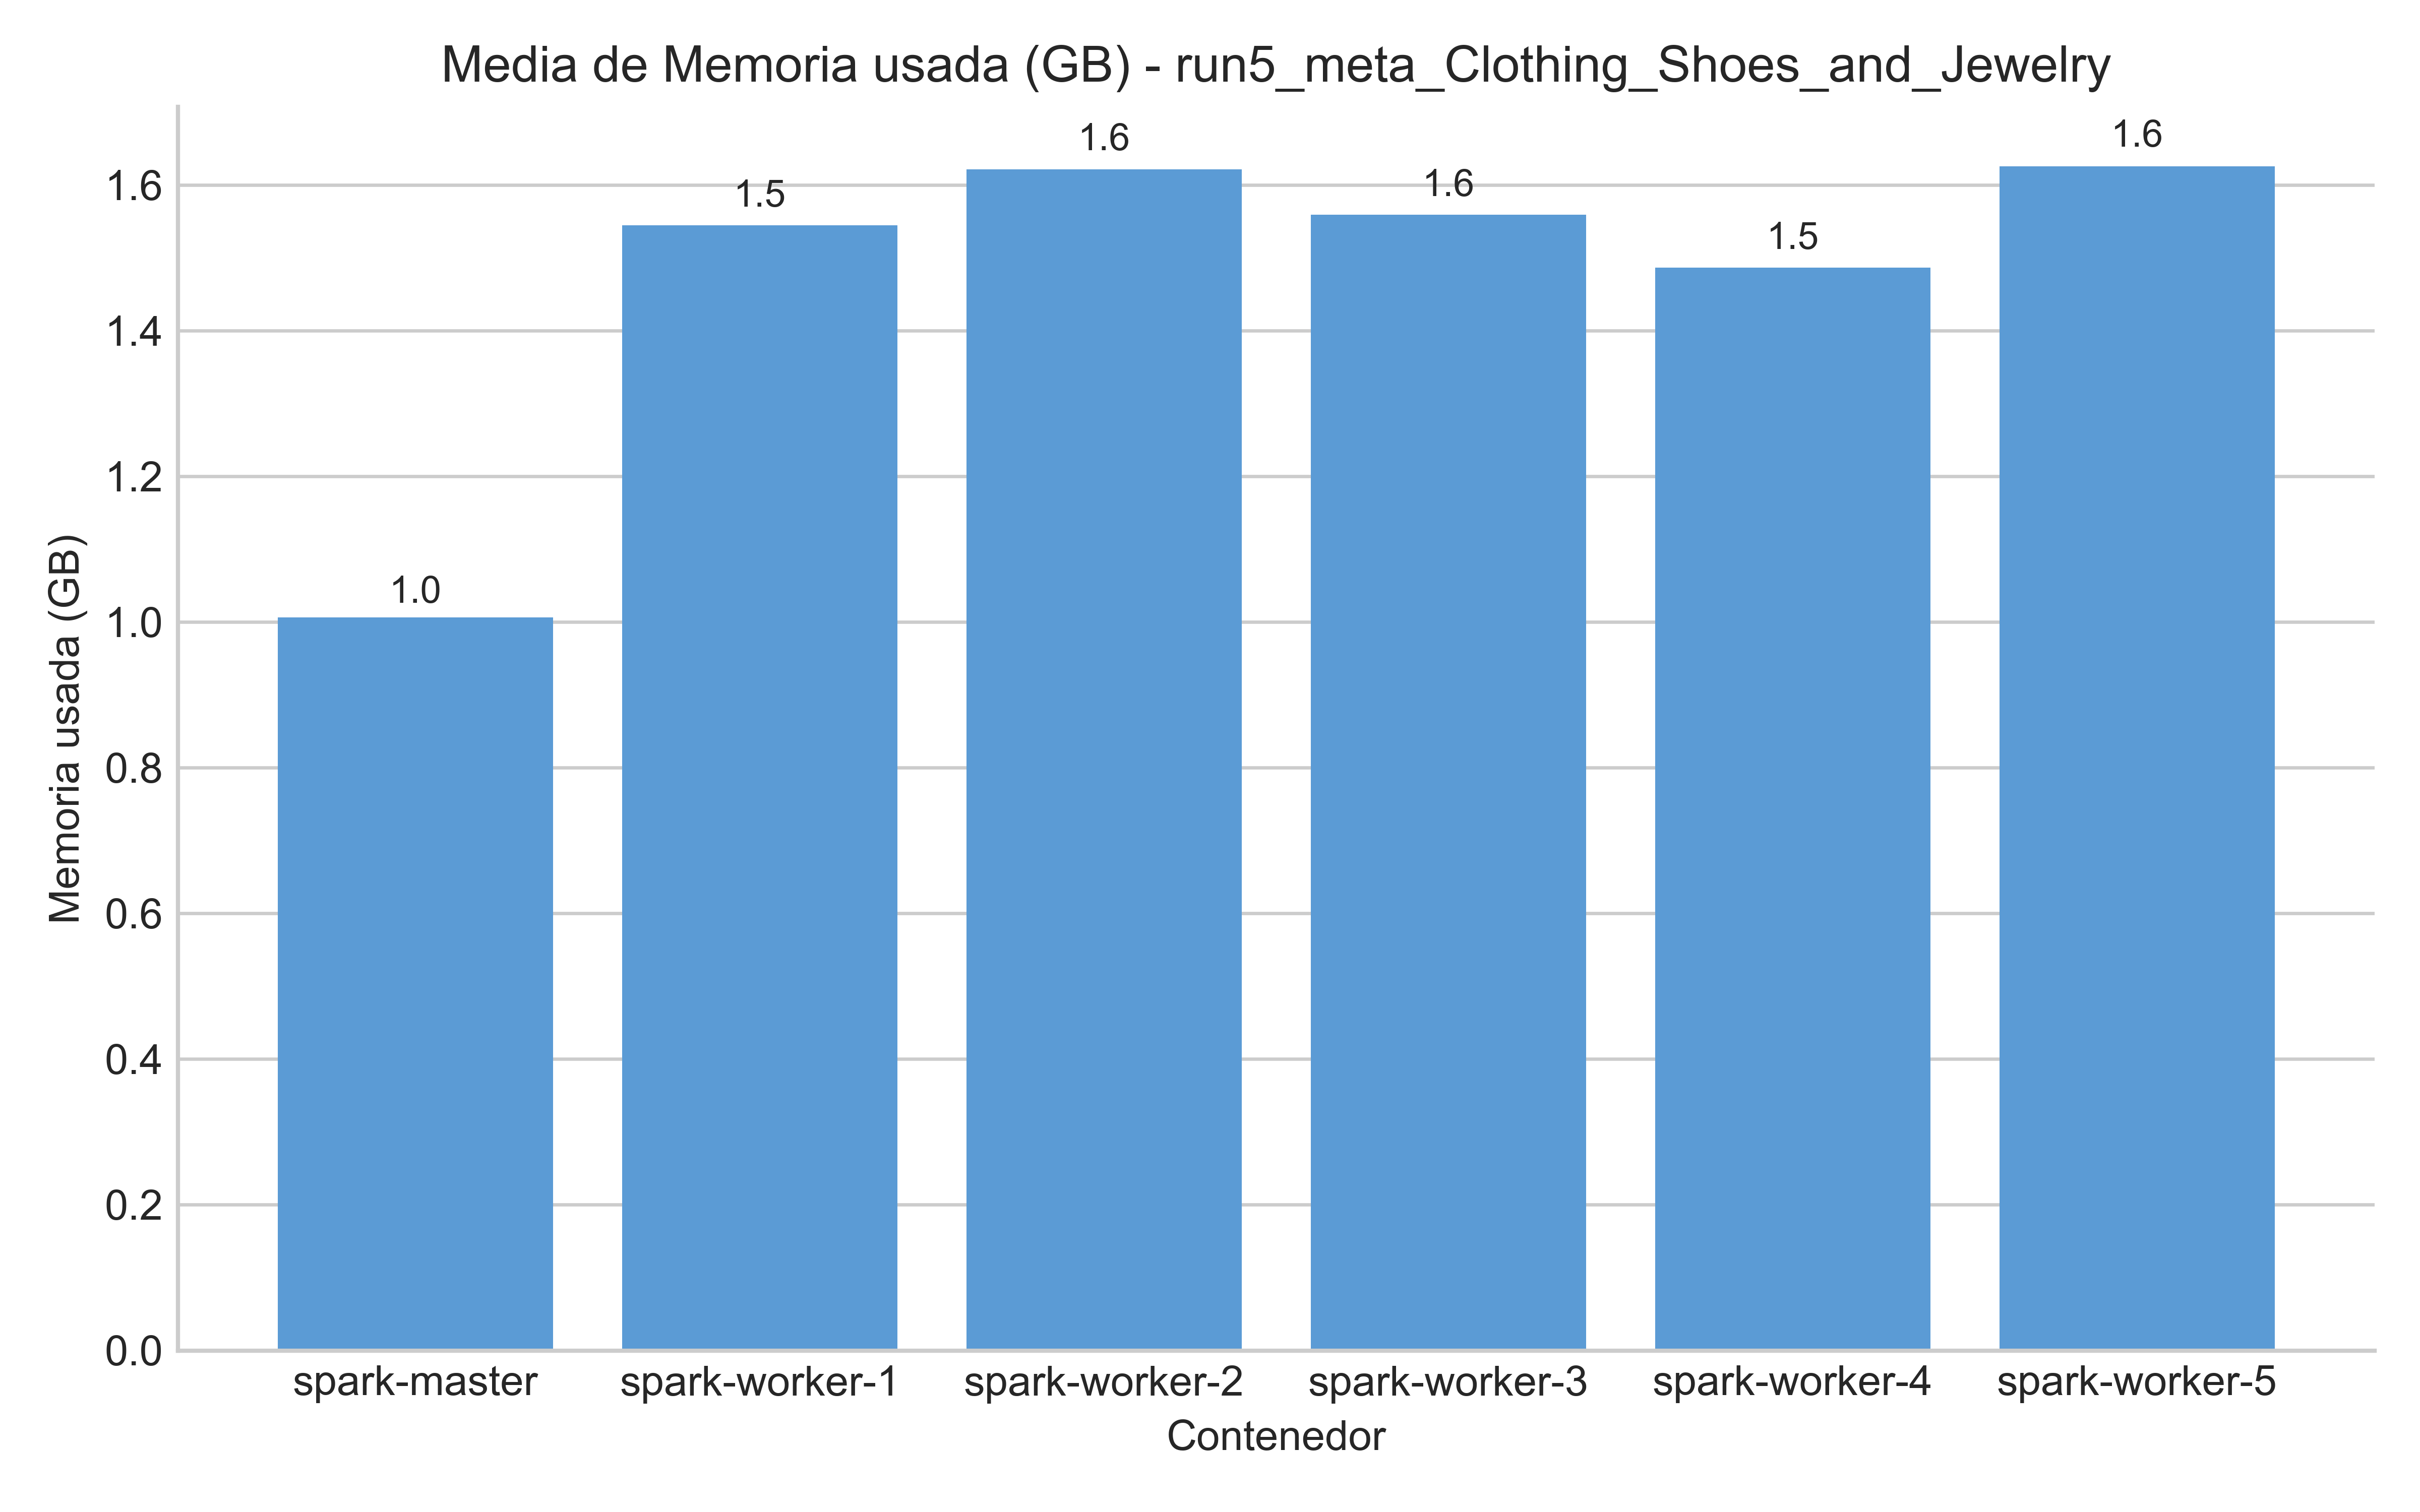 Media de Memoria usada (GB) - run5_meta_Clothing_Shoes_and_Jewelry
Memoria usada (GB)
1.6
1.4
1.2
1.0
0.8
0.6
0.4
0.2
0.0
1.0
1.5
1.6
1.6
1.5
1.6
spark-master
spark-worker-1
spark-worker-2
spark-worker-3
spark-worker-4
spark-worker-5
Contenedor